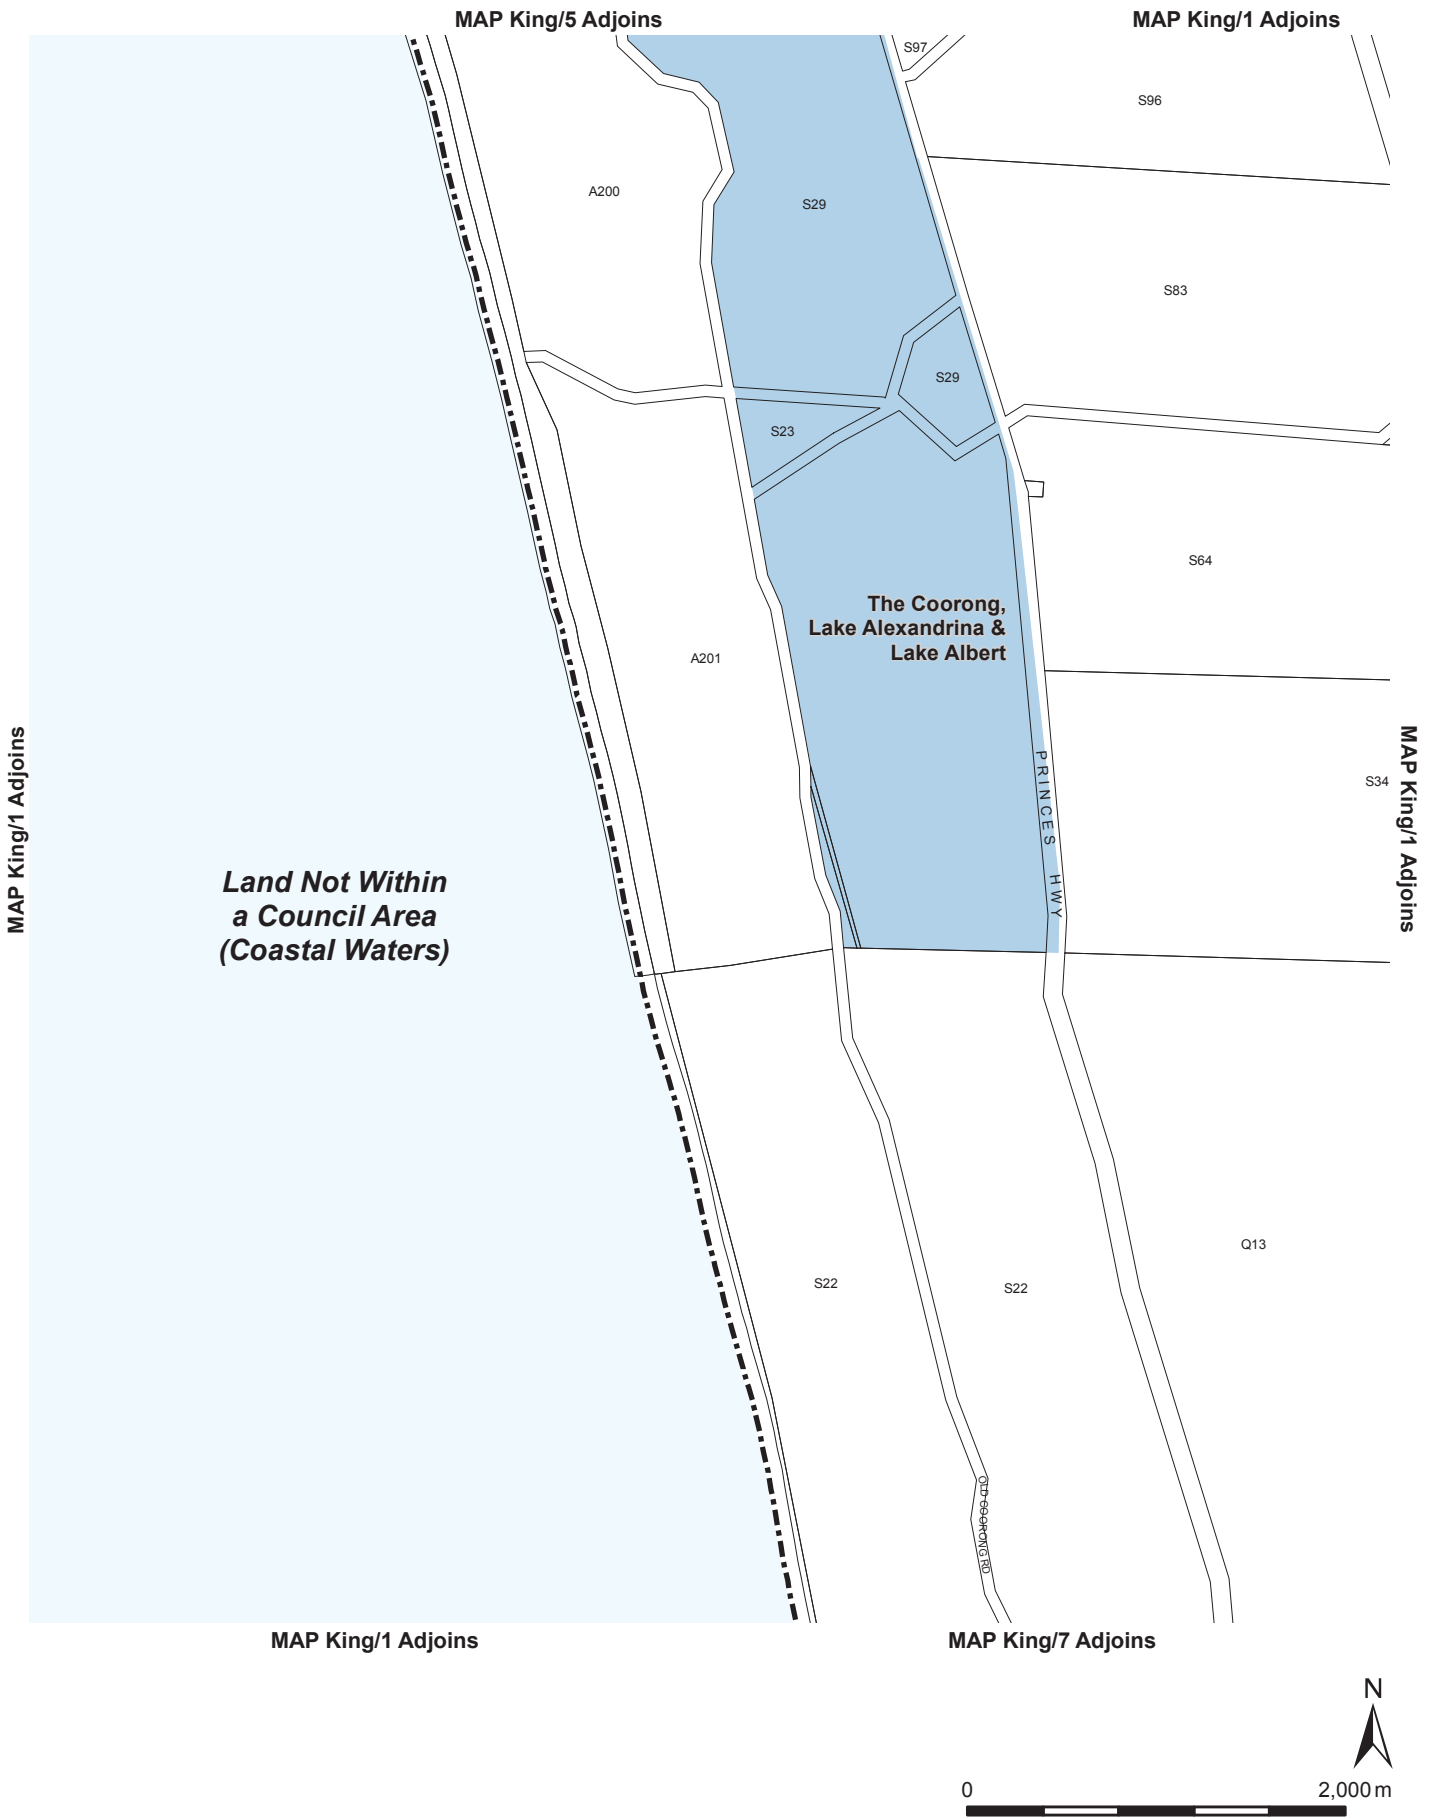 MAP King/5 Adjoins
MAP King/1 Adjoins
S97
S96
A200
S29
S83
S29
S23
S64
The Coorong,
Lake Alexandrina &
Lake Albert
A201
MAP King/1 Adjoins
PRINCES HWY
S34
MAP King/1 Adjoins
Land Not Within
a Council Area
(Coastal Waters)
Q13
S22
S22
OLD COORONG RD
MAP King/1 Adjoins
MAP King/7 Adjoins
N
0
2,000 m